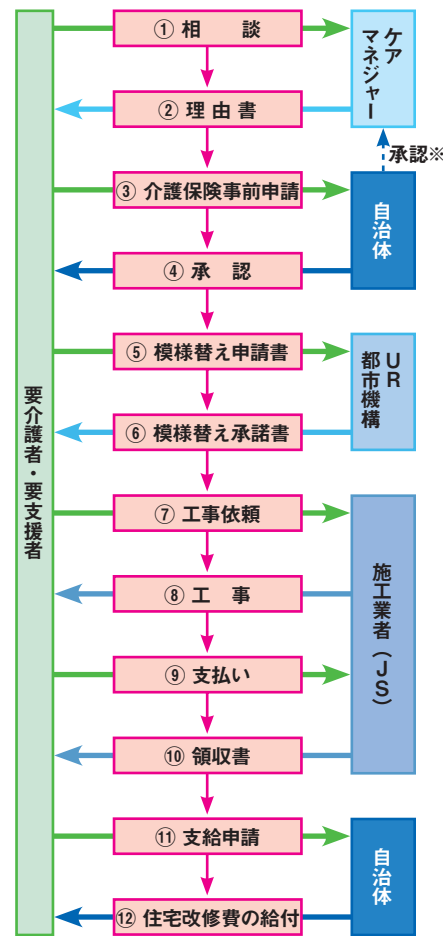 ① 相　　談
ケア
マネジャー
② 理 由 書
承認※
③ 介護保険事前申請
自治体
④ 承　認
⑤ 模様替え申請書
UR
都市機構
⑥ 模様替え承諾書
要介護者・要支援者
⑦ 工事依頼
⑧ 工　事
施工業者（JS）
⑨ 支払い
⑩ 領収書
⑪ 支給申請
自治体
⑫ 住宅改修費の給付